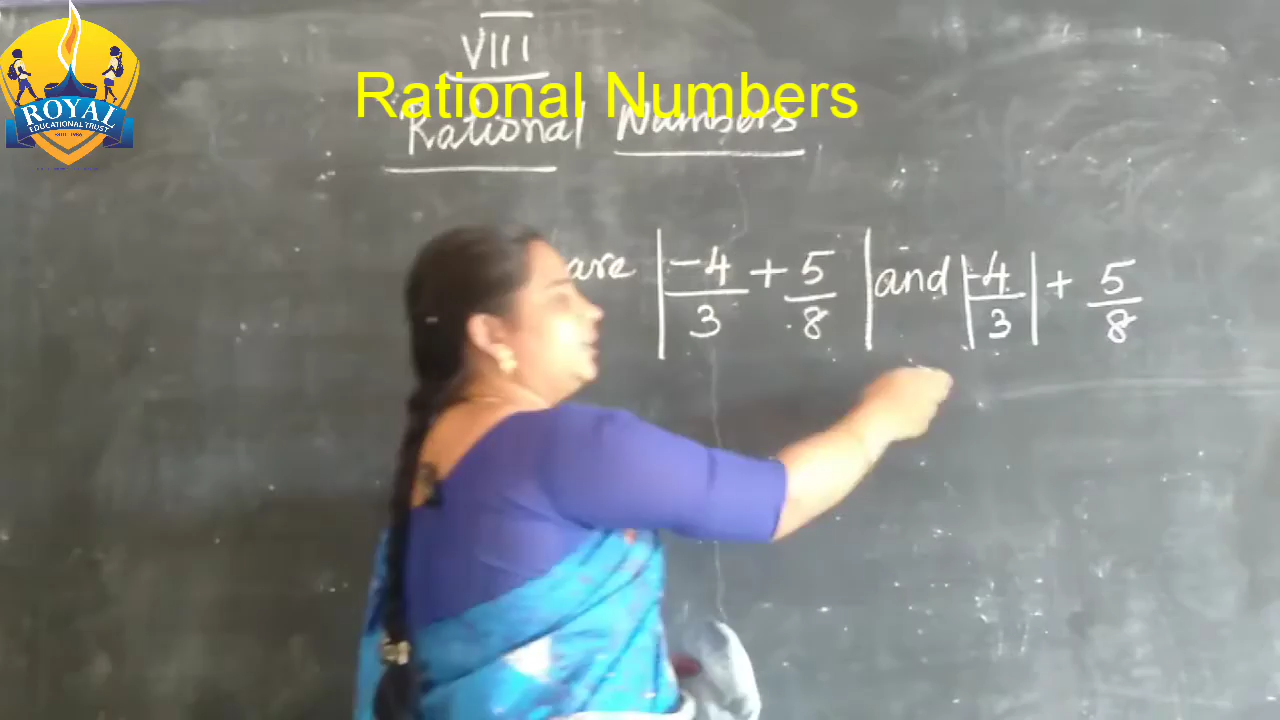 ROYAL
EDUCATIONAL TRUST
VIII
Rational Numbers
Rational Numbers
are |-4/3 + 5/8| and |-4/3| + 5/8